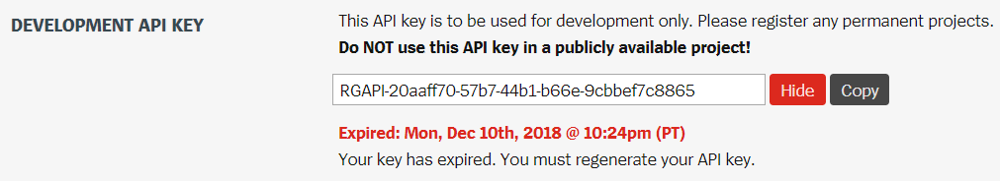 DEVELOPMENT API KEY
This API key is to be used for development only. Please register any permanent projects.
Do NOT use this API key in a publicly available project!
RGAPI-20aaff70-57b7-44b1-b66e-9cbbef7c8865
Hide
Copy
Expired: Mon, Dec 10th, 2018 @ 10:24pm (PT)
Your key has expired. You must regenerate your API key.